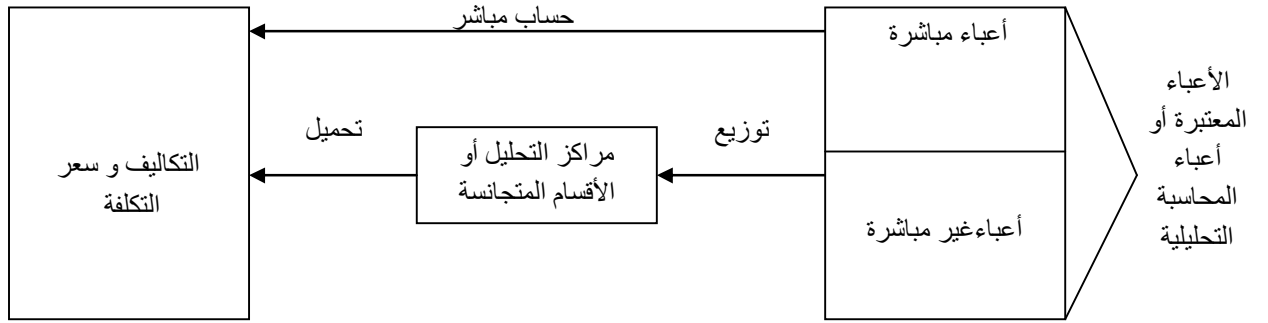 حساب مباشر
أعباء مباشرة
الأعباء
المعتبرة أو
أعباء
المحاسبة
التحليلية
توزيع
تحميل
مراكز التحليل أو
الأقسام المتجانسة
التكاليف و سعر
التكلفة
أعباءغير مباشرة